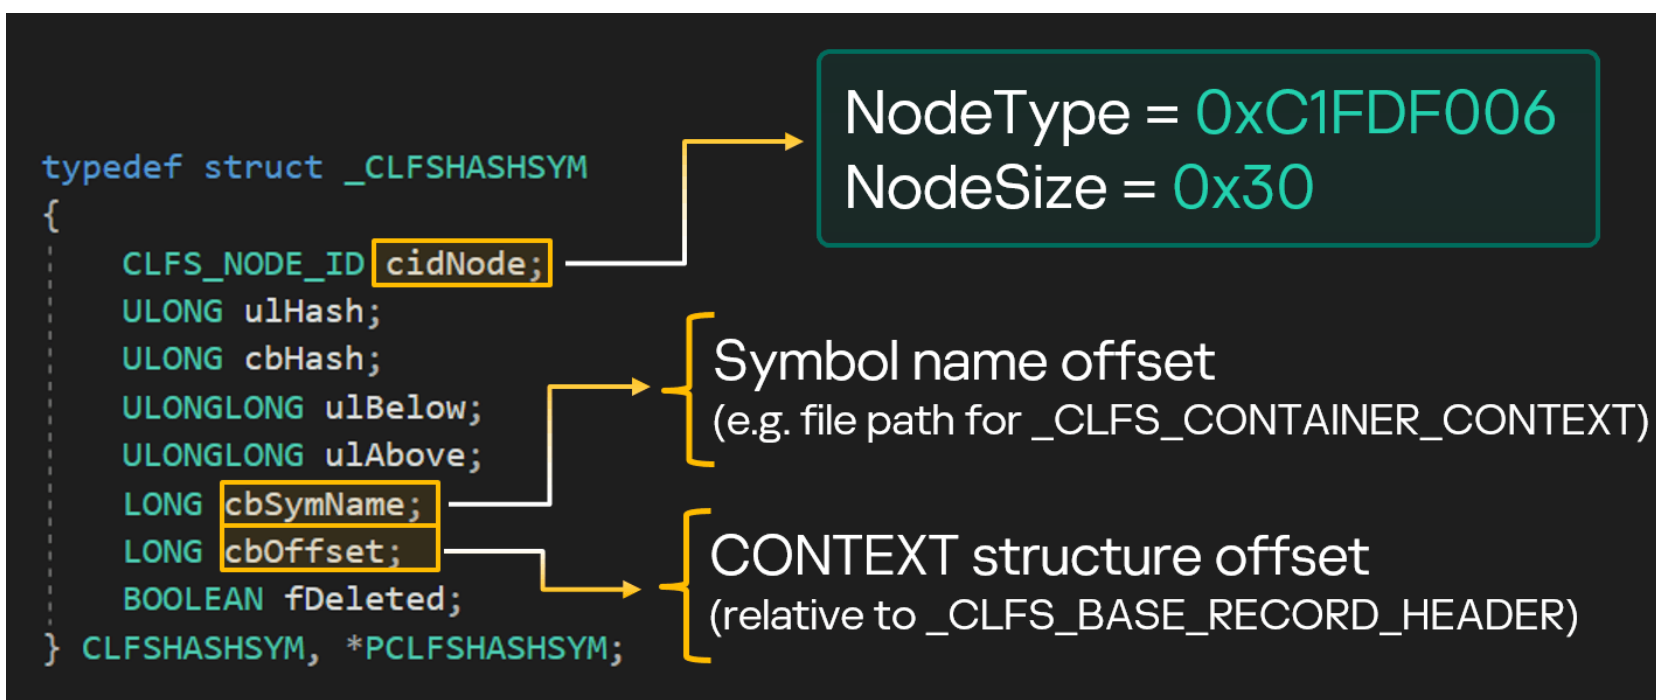 typedef struct _CLFSHASHSYM
{
CLFS_NODE_ID cidNode;
ULONG ulHash;
ULONG cbHash;
ULONGLONG ulBelow;
ULONGLONG ulAbove;
LONG cbSymName;
LONG cbOffset;
BOOLEAN fDeleted;
} CLFSHASHSYM, *PCLFSHASHSYM;
NodeType = 0xC1FDF006
NodeSize = 0x30
Symbol name offset
(e.g. file path for _CLFS_CONTAINER_CONTEXT)
CONTEXT structure offset
(relative to _CLFS_BASE_RECORD_HEADER)